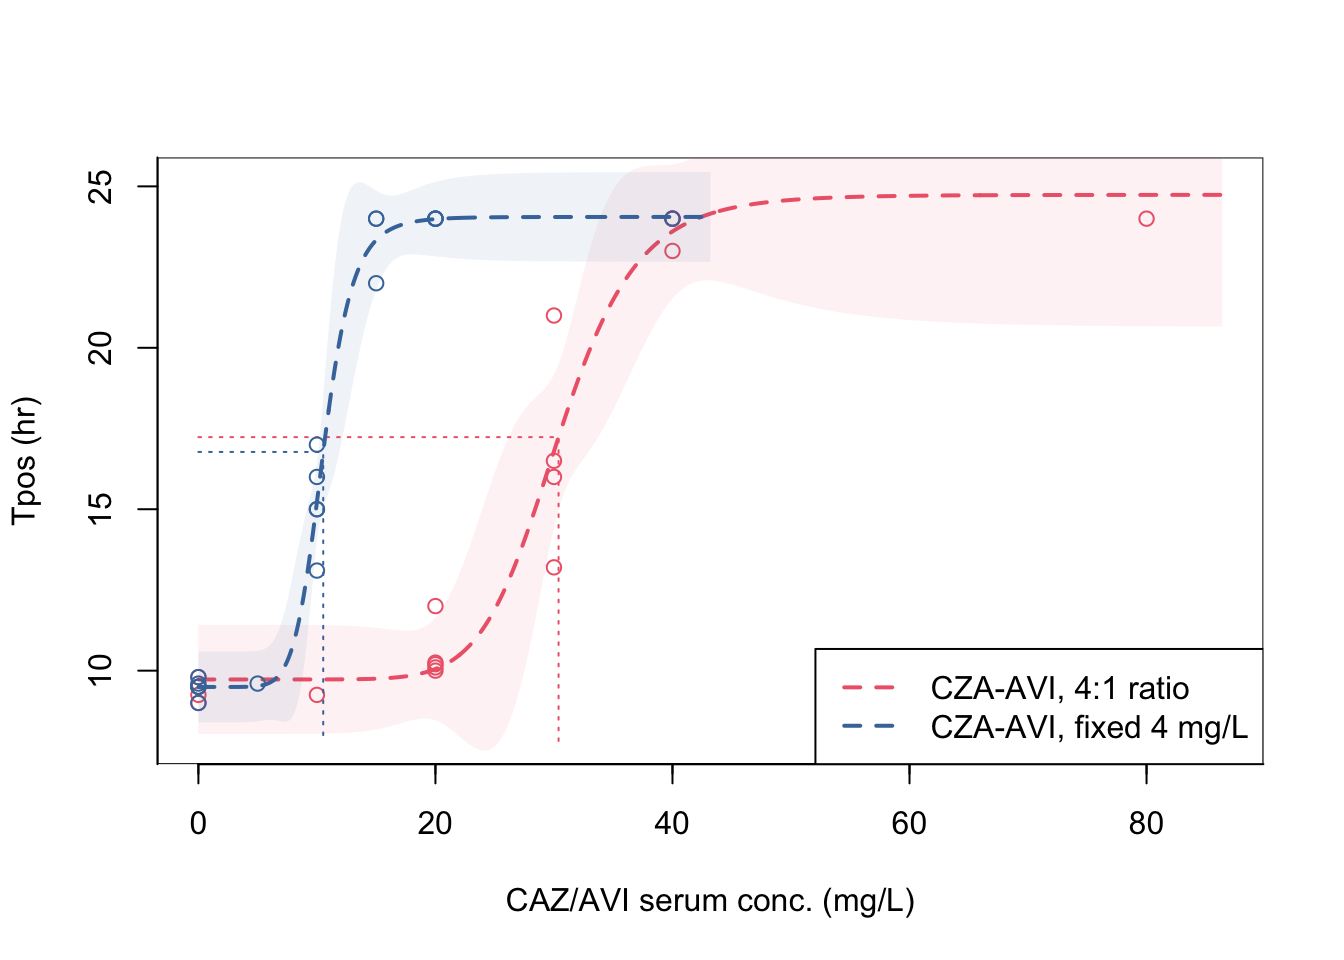 25
20
15
10
Tpos (hr)
0 20 40 60 80
CAZ/AVI serum conc. (mg/L)
CZA-AVI, 4:1 ratio
CZA-AVI, fixed 4 mg/L